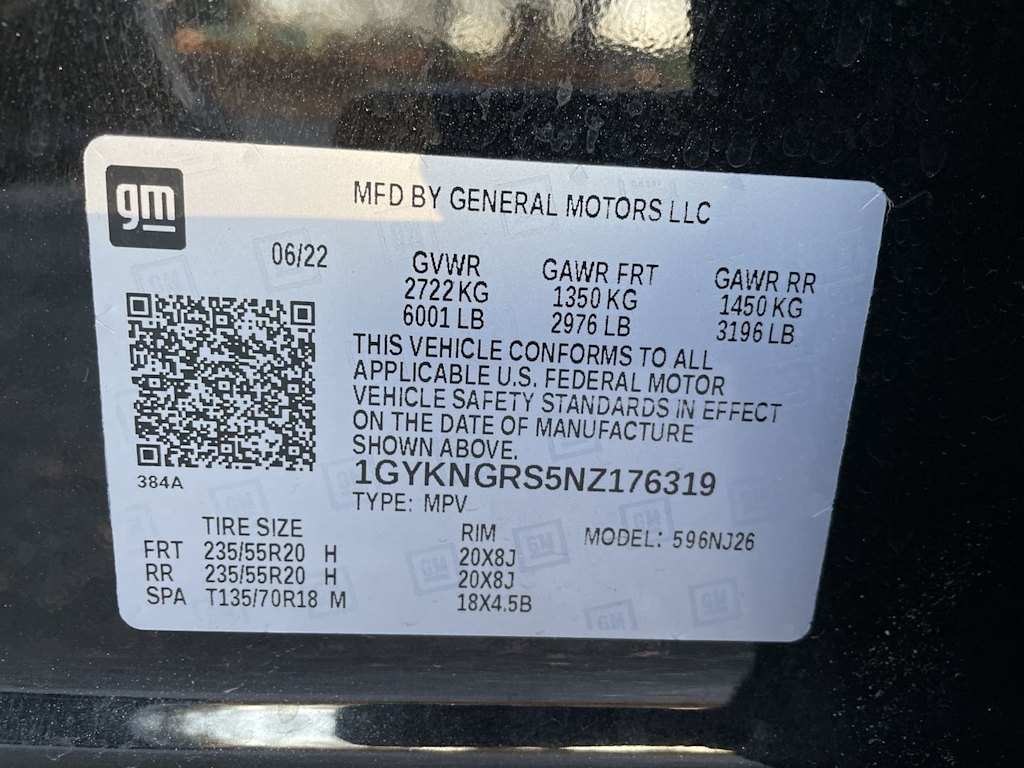 gm
MFD BY GENERAL MOTORS LLC
06/22
GVWR GAWR FRT GAWR RR
2722 KG 1350 KG 1450 KG
6001 LB 2976 LB 3196 LB
THIS VEHICLE CONFORMS TO ALL
APPLICABLE U.S. FEDERAL MOTOR
VEHICLE SAFETY STANDARDS IN EFFECT
ON THE DATE OF MANUFACTURE
SHOWN ABOVE.
384A
1GYKNGRS5NZ176319
TYPE: MPV
TIRE SIZE RIM MODEL: 596NJ26
FRT 235/55R20 H 20X8J
RR 235/55R20 H 20X8J
SPA T135/70R18 M 18X4.5B